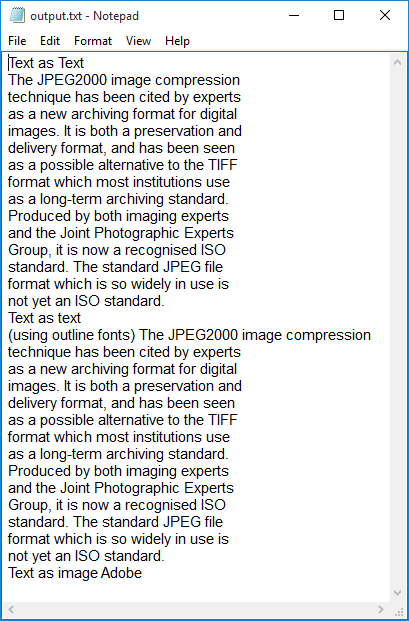 output.txt - Notepad
File Edit Format View Help
Text as Text
The JPEG2000 image compression
technique has been cited by experts
as a new archiving format for digital
images. It is both a preservation and
delivery format, and has been seen
as a possible alternative to the TIFF
format which most institutions use
as a long-term archiving standard.
Produced by both imaging experts
and the Joint Photographic Experts
Group, it is now a recognised ISO
standard. The standard JPEG file
format which is so widely in use is
not yet an ISO standard.
Text as text
(using outline fonts) The JPEG2000 image compression
technique has been cited by experts
as a new archiving format for digital
images. It is both a preservation and
delivery format, and has been seen
as a possible alternative to the TIFF
format which most institutions use
as a long-term archiving standard.
Produced by both imaging experts
and the Joint Photographic Experts
Group, it is now a recognised ISO
standard. The standard JPEG file
format which is so widely in use is
not yet an ISO standard.
Text as image Adobe